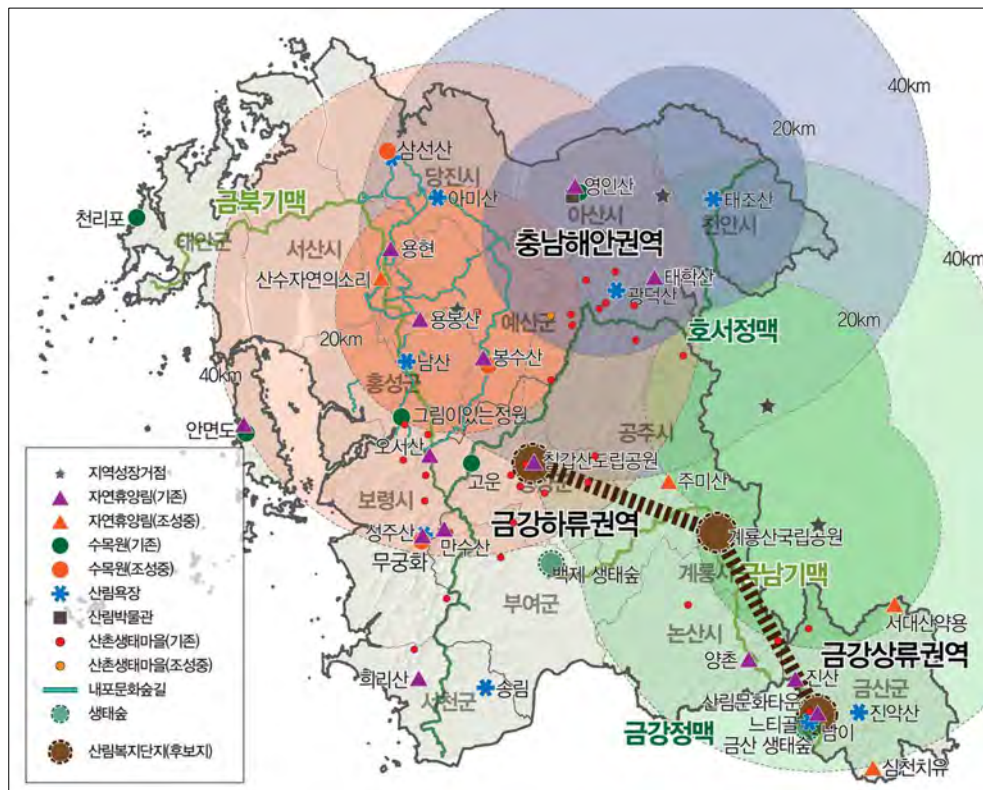 40km
20km
삼선산
당진시
아미산
영인산
아산시
태조산
천안시
금북기맥
천리포
태안군
서산시
용현
충남해안권역
40km
산수자연의소리
태학산
광덕산
용봉산
예산군
호서정맥
20km
20km
남산
봉수산
40km
홍성군
그림이있는정원
안면도
오서산
공주시
칠갑산도립공원
고운
주미산
보령시
금강하류권역
성주산
만수산
계룡산국립공원
무궁화
백제 생태숲
계룡시
금남기맥
부여군
서대산약용
논산시
금강상류권역
양촌
희리산
진산
송림
서천군
금산군
산림문화타운
진악산
느티골
남이
금강정맥
금산 생태숲
심천치유
지역성장거점
자연휴양림(기존)
자연휴양림(조성중)
수목원(기존)
수목원(조성중)
산림욕장
산림박물관
산촌생태마을(기존)
산촌생태마을(조성중)
내포문화숲길
생태숲
산림복지단지(후보지)